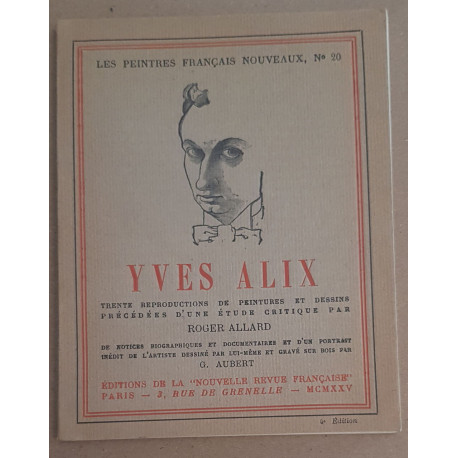 LES PEINTRES FRANÇAIS NOUVEAUX, Nº 20
YVES ALIX
TRENTE REPRODUCTIONS DE PEINTURES ET DESSINS
PRÉCÉDÉES D'UNE ÉTUDE CRITIQUE PAR
ROGER ALLARD
DE NOTICES BIOGRAPHIQUES ET DOCUMENTAIRES ET D'UN PORTRAIT
INÉDIT DE L'ARTISTE DESSINÉ PAR LUI-MÊME ET GRAVÉ SUR BOIS PAR
G. AUBERT
ÉDITIONS DE LA "NOUVELLE REVUE FRANÇAISE"
PARIS — 3, RUE DE GRENELLE — MCMXXV
Édition